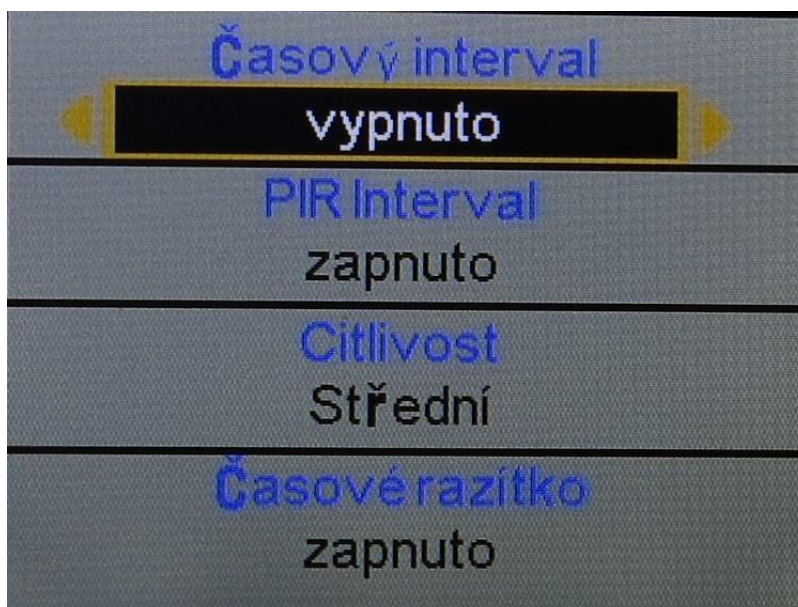 Časový interval
vypnuto
PIR Interval
zapnuto
Citlivost
Střední
Časové razítko
zapnuto